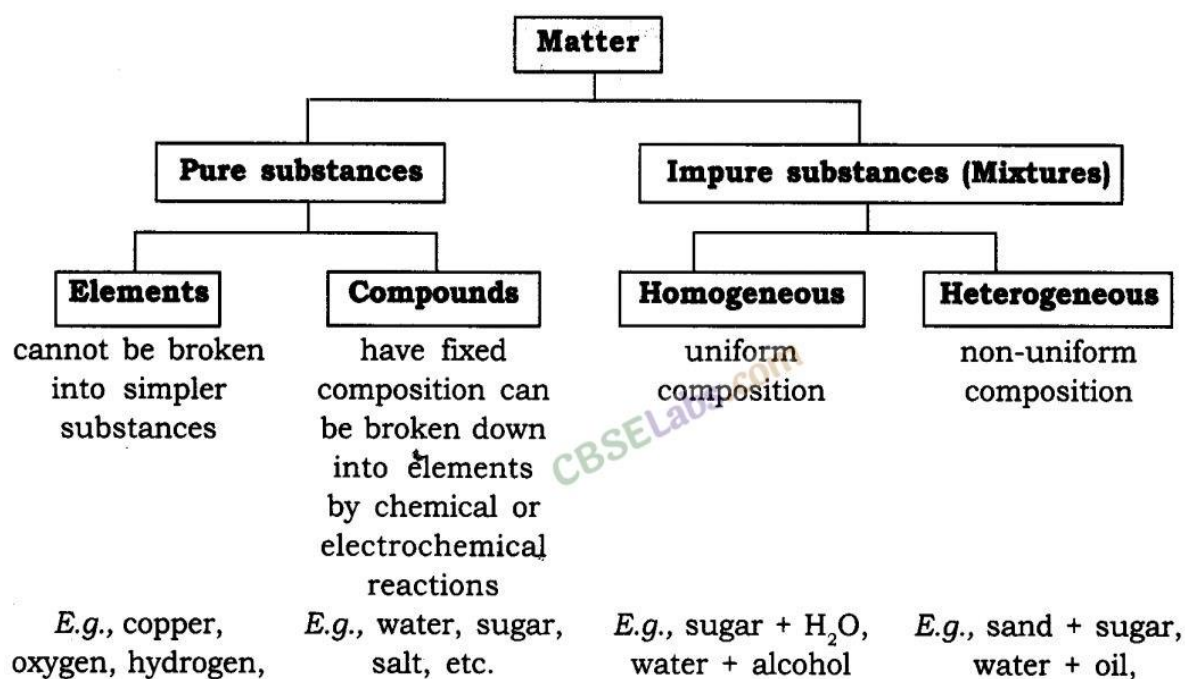 Matter
Pure substances
Impure substances (Mixtures)
Elements
cannot be broken
into simpler
substances
E.g., copper,
oxygen, hydrogen,
Compounds
have fixed
composition can
be broken down
into elements
by chemical or
electrochemical
reactions
E.g., water, sugar,
salt, etc.
Homogeneous
uniform
composition
E.g., sugar + H₂O,
water + alcohol
Heterogeneous
non-uniform
composition
E.g., sand + sugar,
water + oil,
CBSELabs.com